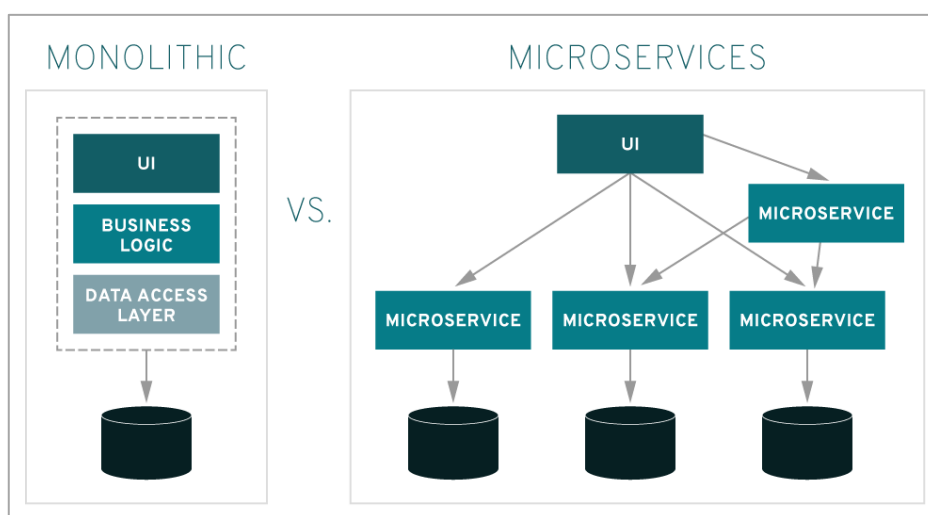 MONOLITHIC
UI
BUSINESS
LOGIC
DATA ACCESS
LAYER
VS.
MICROSERVICES
UI
MICROSERVICE
MICROSERVICE
MICROSERVICE
MICROSERVICE